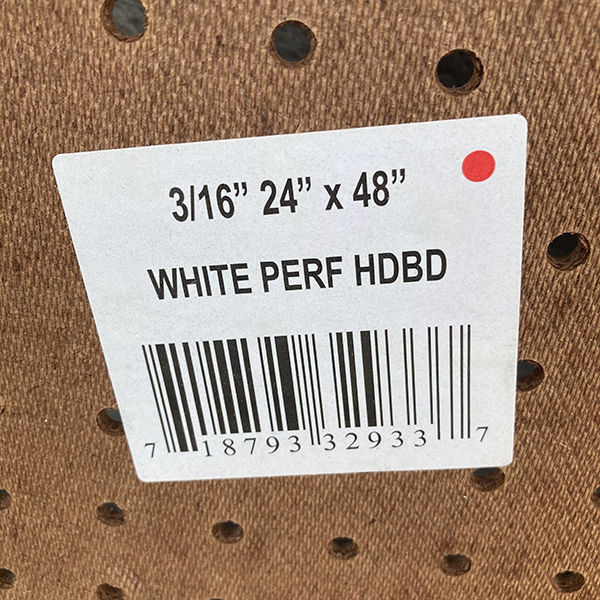 3/16” 24” x 48”
WHITE PERF HDBD
7 18793 32933 7